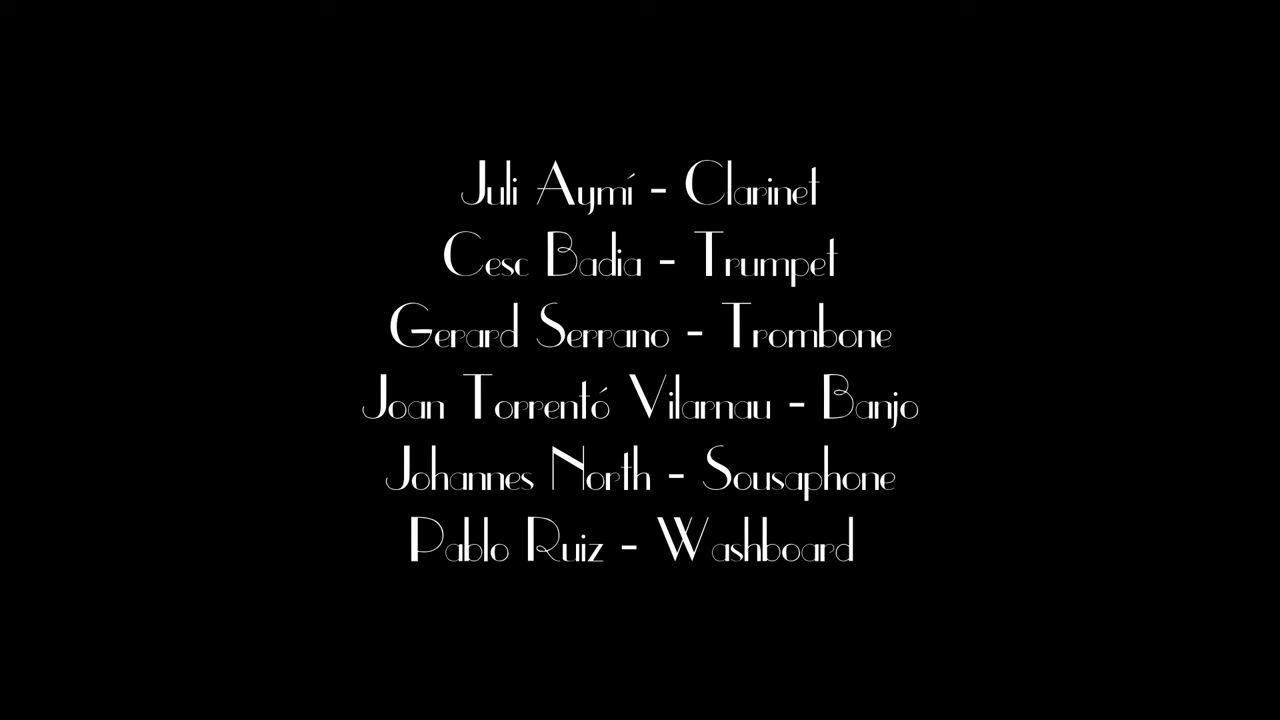 Juli Aymí - Clarinet
Cesc Badia - Trumpet
Gerard Serrano - Trombone
Joan Torrentó Vilarnau - Banjo
Johannes North - Sousaphone
Pablo Ruiz - Washboard